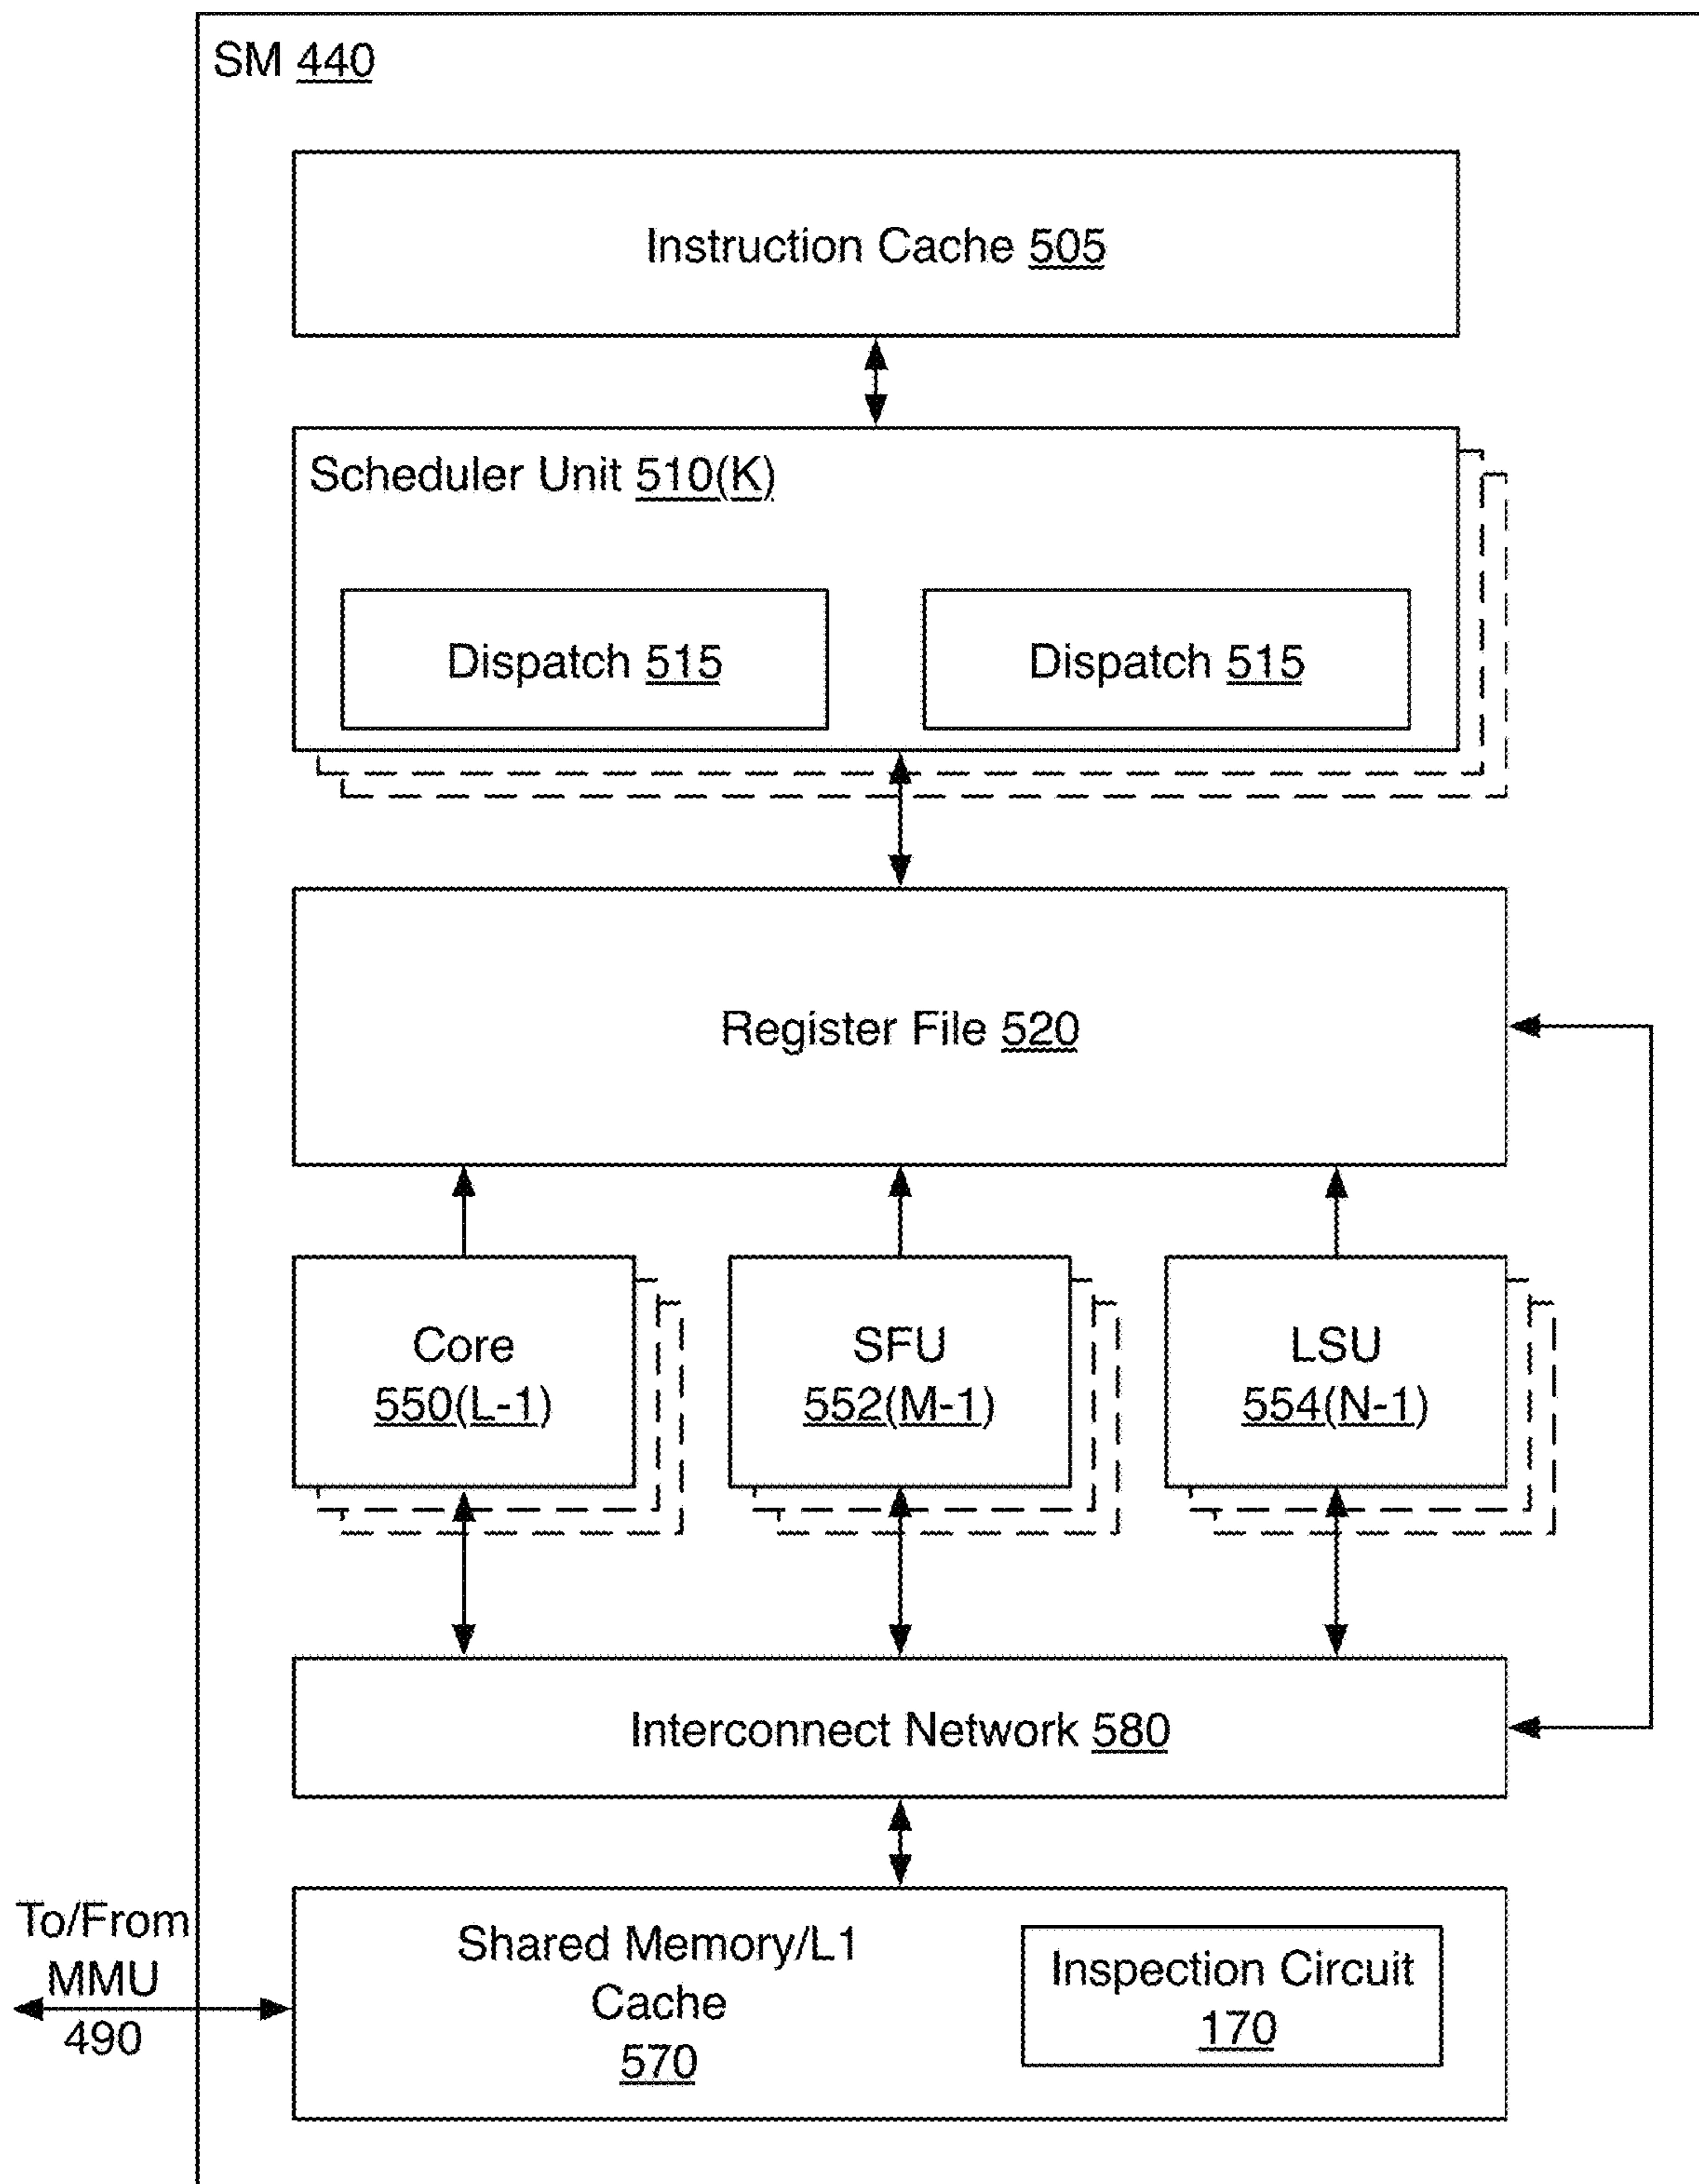 SM 440
Instruction Cache 505
Scheduler Unit 510(K)
Dispatch 515
Dispatch 515
Register File 520
Core
550(L-1)
SFU
552(M-1)
LSU
554(N-1)
Interconnect Network 580
To/From
MMU
490
Shared Memory/L1
Cache
570
Inspection Circuit
170